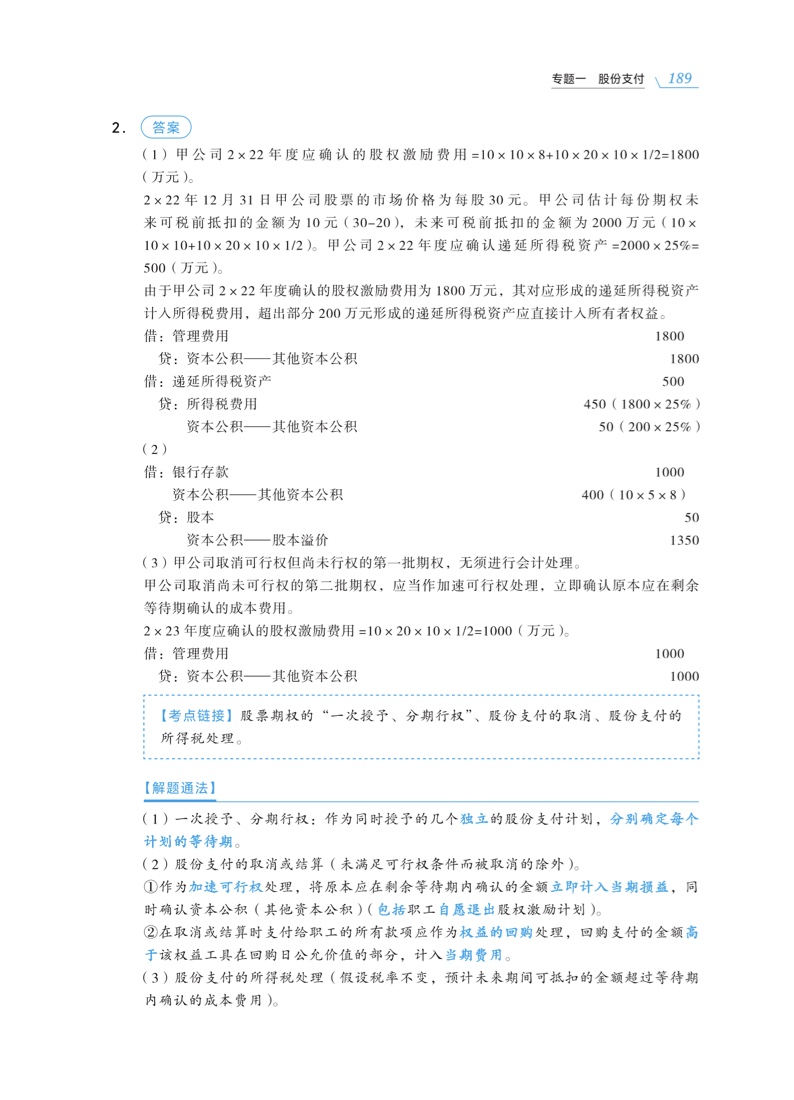 专题一 股份支付 189
2. 答案
（1）甲公司 2×22 年度应确认的股权激励费用 =10×10×8+10×20×10×1/2=1800
（万元）。
2×22 年 12 月 31 日甲公司股票的市场价格为每股 30 元。甲公司估计每份期权未
来可税前抵扣的金额为 10 元（30-20），未来可税前抵扣的金额为 2000 万元（10×
10×10+10×20×10×1/2）。甲公司 2×22 年度应确认递延所得税资产 =2000×25%=
500（万元）。
由于甲公司 2×22 年度确认的股权激励费用为 1800 万元，其对应形成的递延所得税资产
计入所得税费用，超出部分 200 万元形成的递延所得税资产应直接计入所有者权益。
借：管理费用 1800
贷：资本公积——其他资本公积 1800
借：递延所得税资产 500
贷：所得税费用 450（1800×25%）
资本公积——其他资本公积 50（200×25%）
（2）
借：银行存款 1000
资本公积——其他资本公积 400（10×5×8）
贷：股本 50
资本公积——股本溢价 1350
（3）甲公司取消可行权但尚未行权的第一批期权，无须进行会计处理。
甲公司取消尚未可行权的第二批期权，应当作加速可行权处理，立即确认原本应在剩余
等待期确认的成本费用。
2×23 年度应确认的股权激励费用 =10×20×10×1/2=1000（万元）。
借：管理费用 1000
贷：资本公积——其他资本公积 1000
【考点链接】股票期权的“一次授予、分期行权”、股份支付的取消、股份支付的
所得税处理。
【解题通法】
（1）一次授予、分期行权：作为同时授予的几个独立的股份支付计划，分别确定每个
计划的等待期。
（2）股份支付的取消或结算（未满足可行权条件而被取消的除外）。
①作为加速可行权处理，将原本应在剩余等待期内确认的金额立即计入当期损益，同
时确认资本公积（其他资本公积）（包括职工自愿退出股权激励计划）。
②在取消或结算时支付给职工的所有款项应作为权益的回购处理，回购支付的金额高
于该权益工具在回购日公允价值的部分，计入当期费用。
（3）股份支付的所得税处理（假设税率不变，预计未来期间可抵扣的金额超过等待期
内确认的成本费用）。